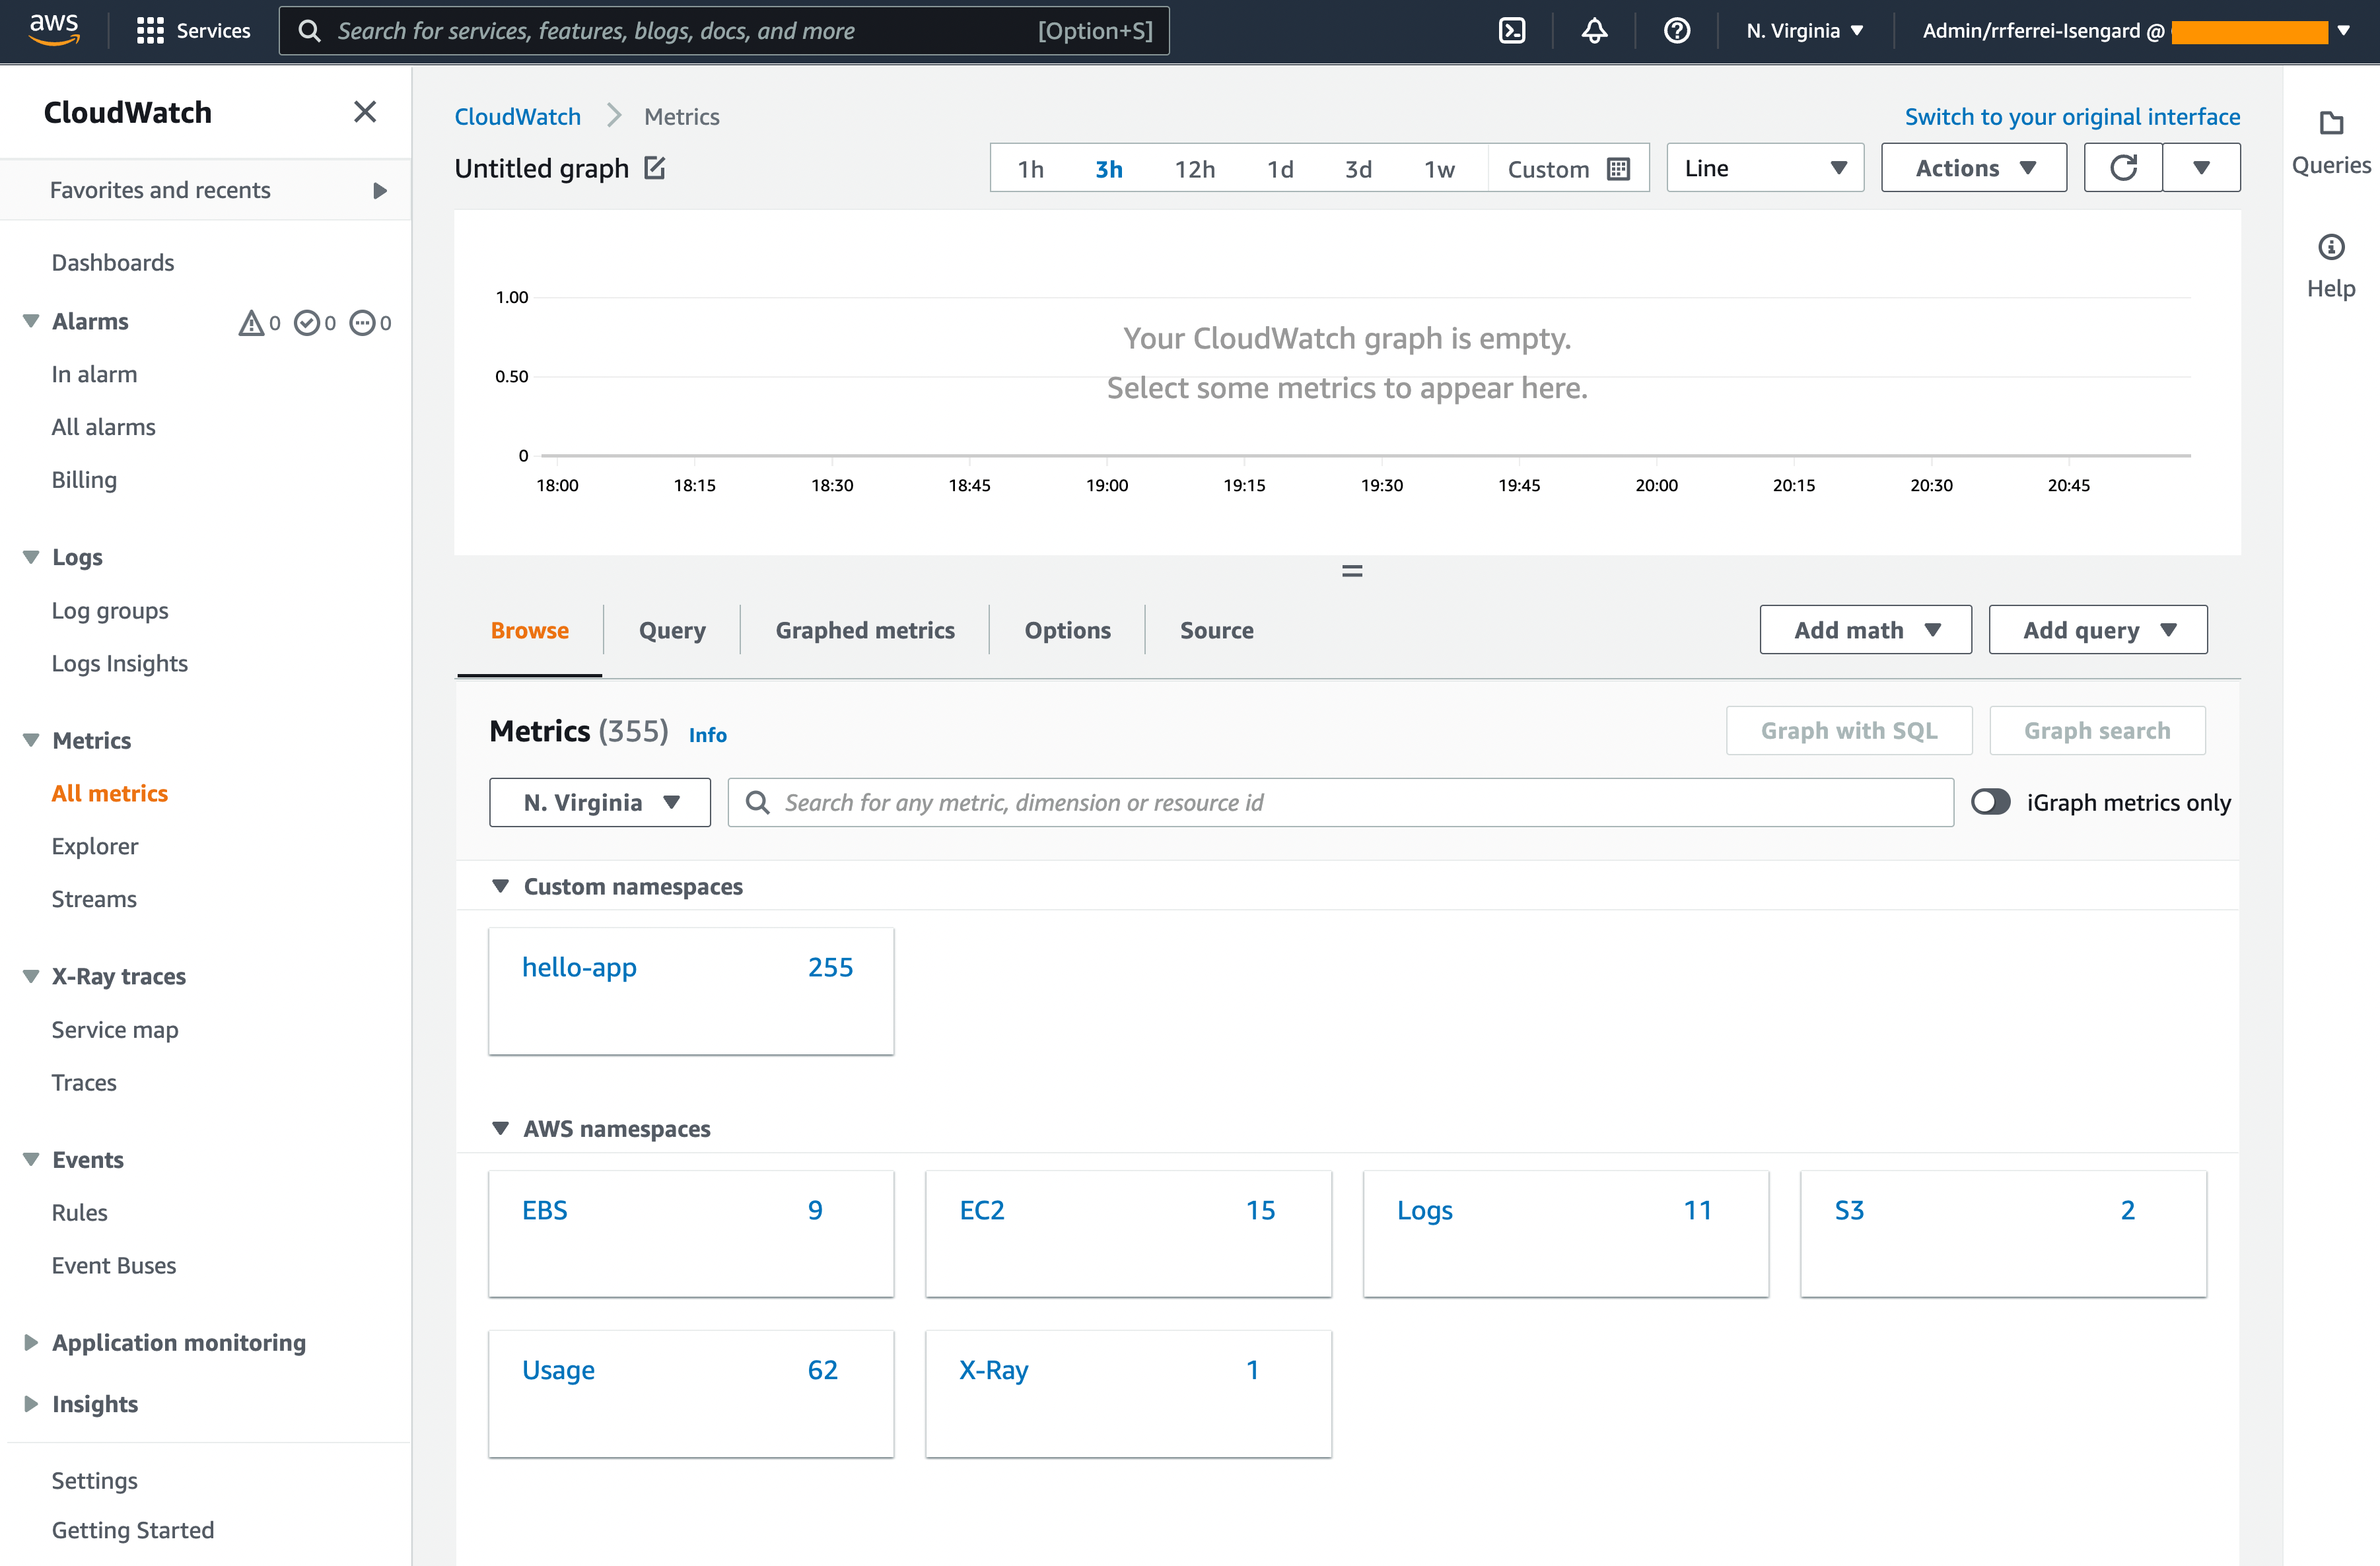 aws
Services
Search for services, features, blogs, docs, and more [Option+S]
N. Virginia
Admin/rrferrei-Isengard @
CloudWatch
Favorites and recents
Dashboards
Alarms 0 0 0
In alarm
All alarms
Billing
Logs
Log groups
Logs Insights
Metrics
All metrics
Explorer
Streams
X-Ray traces
Service map
Traces
Events
Rules
Event Buses
Application monitoring
Insights
Settings
Getting Started
CloudWatch Metrics
Switch to your original interface
Untitled graph
1h 3h 12h 1d 3d 1w Custom
Line
Actions
1.00
0.50
0
Your CloudWatch graph is empty.
Select some metrics to appear here.
18:00 18:15 18:30 18:45 19:00 19:15 19:30 19:45 20:00 20:15 20:30 20:45
Browse Query Graphed metrics Options Source
Add math
Add query
Metrics (355) Info
Graph with SQL
Graph search
N. Virginia
Search for any metric, dimension or resource id
iGraph metrics only
Custom namespaces
hello-app 255
AWS namespaces
EBS 9
EC2 15
Logs 11
S3 2
Usage 62
X-Ray 1
Queries
Help